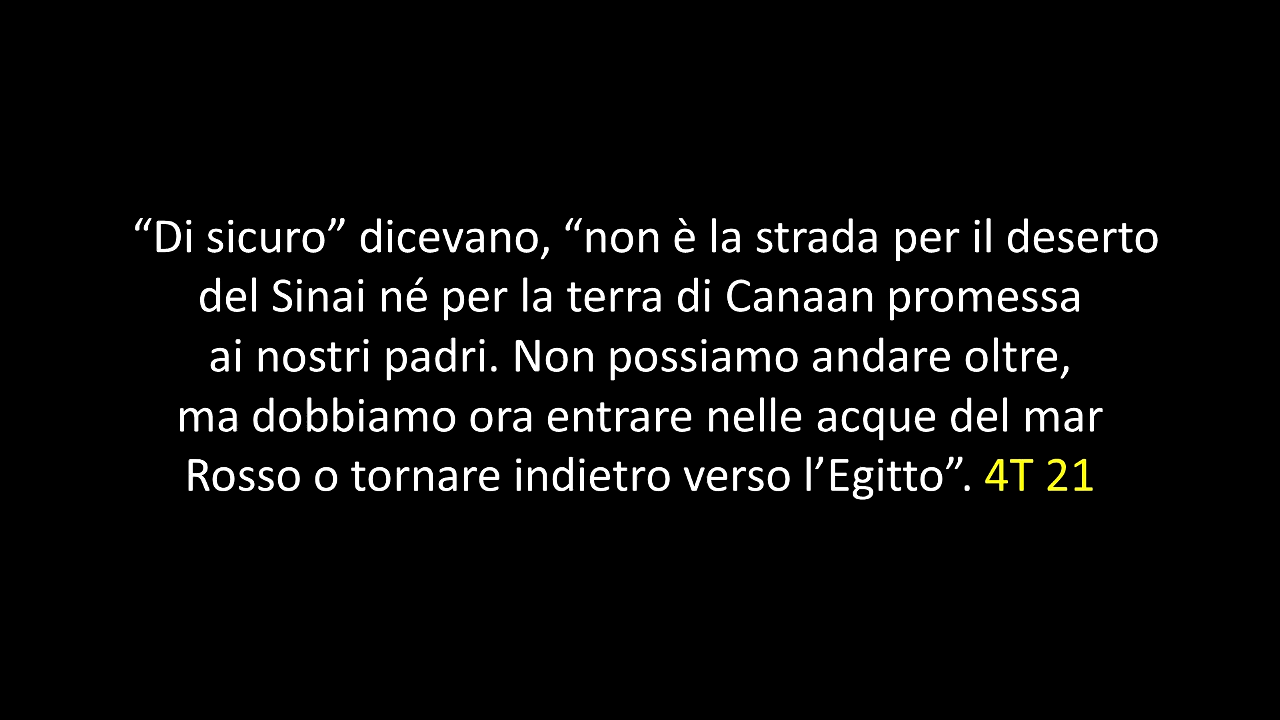 “Di sicuro” dicevano, “non è la strada per il deserto
del Sinai né per la terra di Canaan promessa
ai nostri padri. Non possiamo andare oltre,
ma dobbiamo ora entrare nelle acque del mar
Rosso o tornare indietro verso l’Egitto”. 4T 21